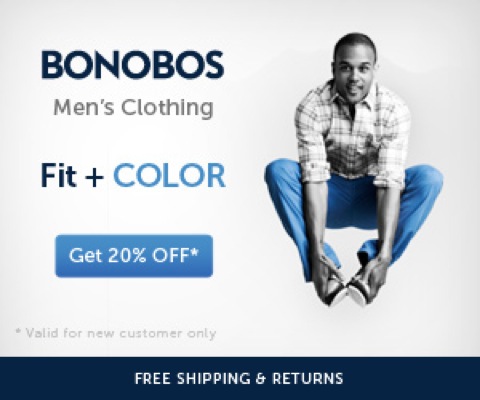 BONOBOS
Men's Clothing
Fit + COLOR
Get 20% OFF*
* Valid for new customer only
FREE SHIPPING & RETURNS